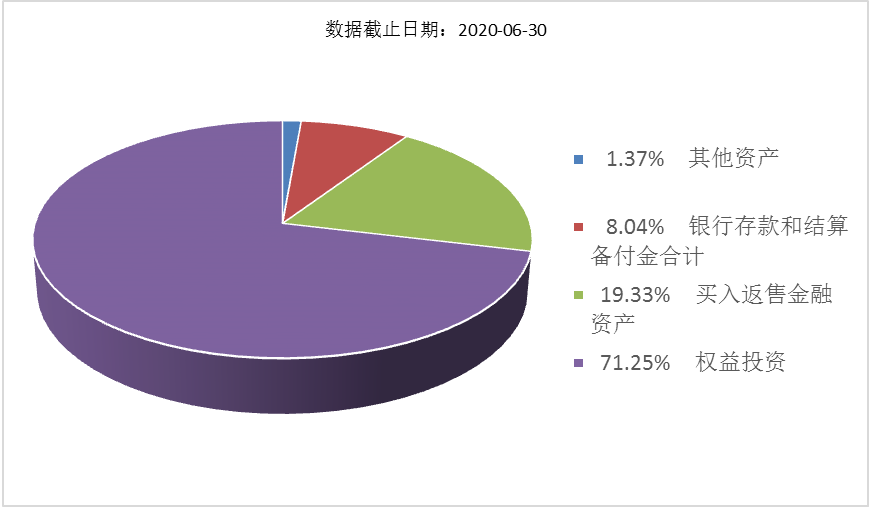 数据截止日期：2020-06-30
1.37% 其他资产
8.04% 银行存款和结算
备付金合计
19.33% 买入返售金融
资产
71.25% 权益投资